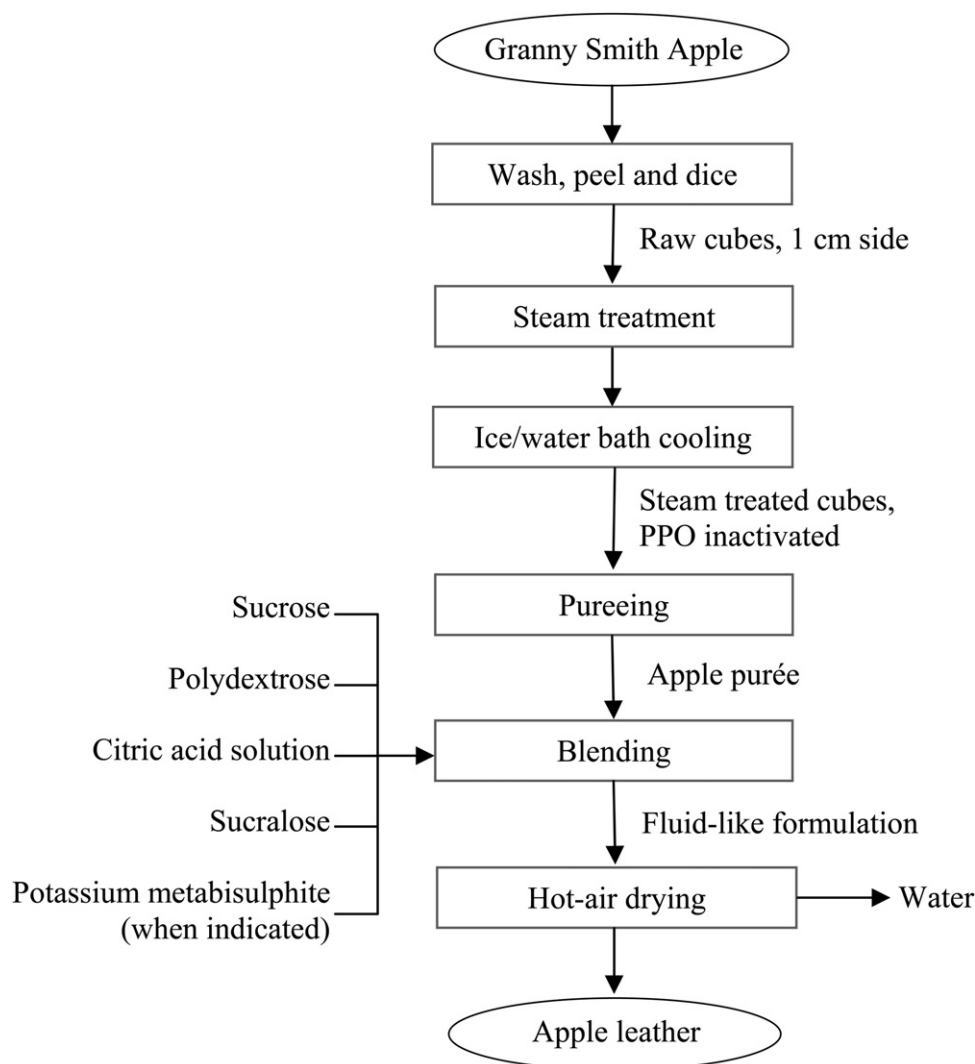 Granny Smith Apple
Wash, peel and dice
Raw cubes, 1 cm side
Steam treatment
Ice/water bath cooling
Steam treated cubes,
PPO inactivated
Pureeing
Apple purée
Sucrose
Polydextrose
Citric acid solution
Sucralose
Potassium metabisulphite
(when indicated)
Blending
Fluid-like formulation
Hot-air drying
Water
Apple leather